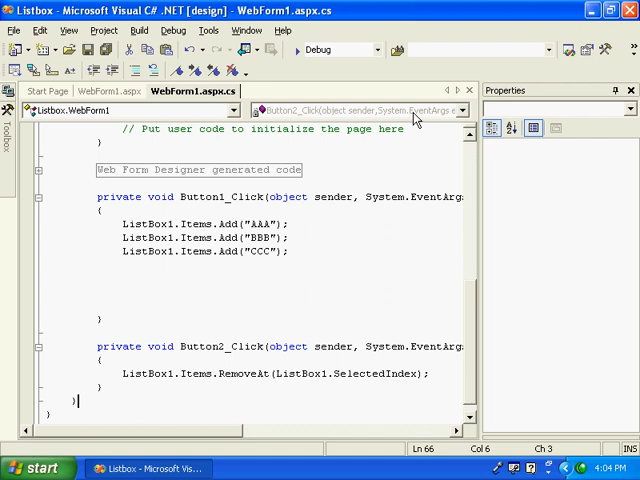 Listbox - Microsoft Visual C# .NET [design] - WebForm1.aspx.cs
File Edit View Project Build Debug Tools Window Help
Debug
Start Page WebForm1.aspx WebForm1.aspx.cs
Properties
Listbox.WebForm1
Button2_Click(object sender,System.EventArgs e
Toolbox
// Put user code to initialize the page here
}
Web Form Designer generated code
private void Button1_Click(object sender, System.EventArgs
{
ListBox1.Items.Add("AAA");
ListBox1.Items.Add("BBB");
ListBox1.Items.Add("CCC");
}
private void Button2_Click(object sender, System.EventArgs
{
ListBox1.Items.RemoveAt(ListBox1.SelectedIndex);
}
}
}
Ln 66 Col 6 Ch 3 INS
start
Listbox - Microsoft Vis...
4:04 PM